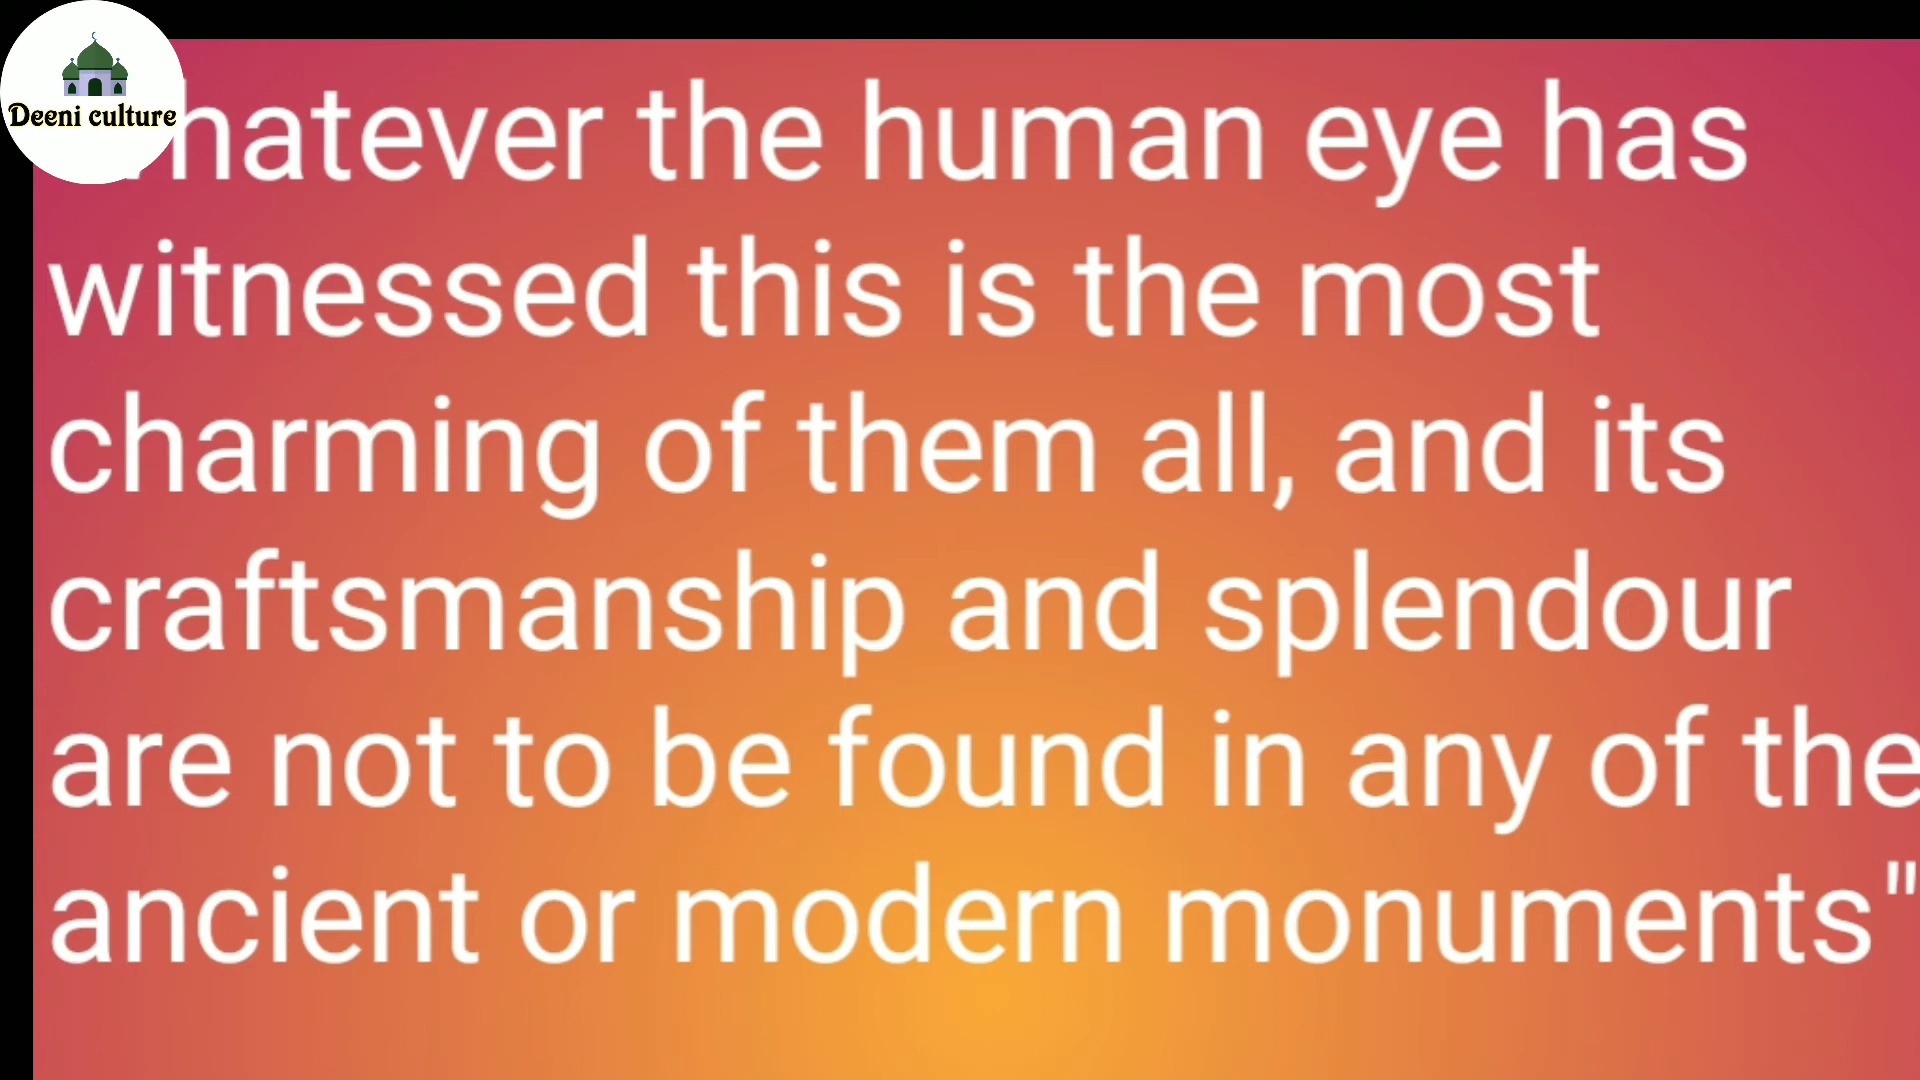 Deeni culture
hatever the human eye has
witnessed this is the most
charming of them all, and its
craftsmanship and splendour
are not to be found in any of the
ancient or modern monuments"